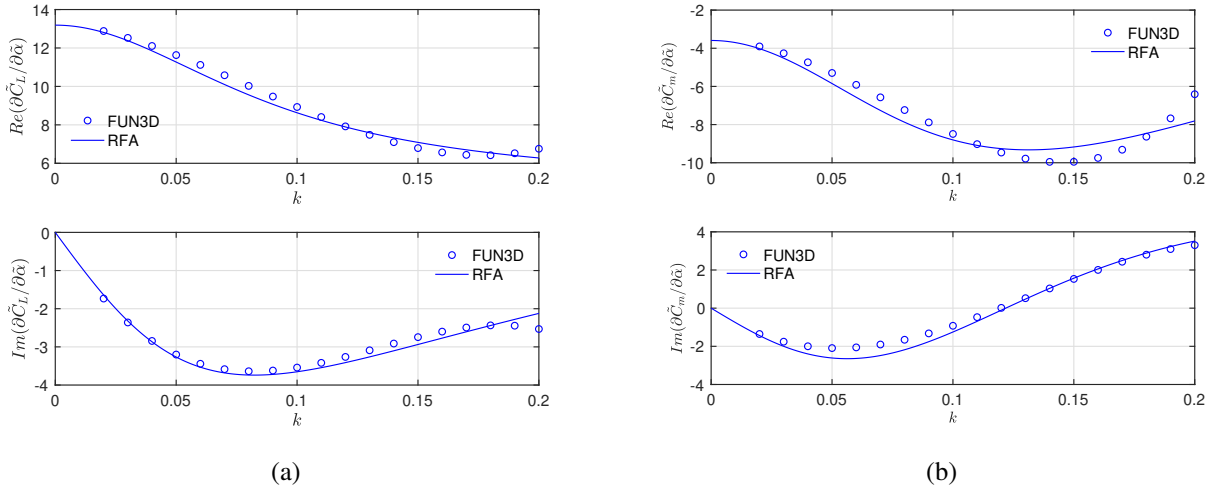 14
12
10
8
6
Re(∂C̃_L/∂α̃)
FUN3D
RFA
0 0.05 0.1 0.15 0.2
k
0
-1
-2
-3
-4
Im(∂C̃_L/∂α̃)
FUN3D
RFA
0 0.05 0.1 0.15 0.2
k
(a)
-2
-4
-6
-8
-10
Re(∂C̃_m/∂α̃)
FUN3D
RFA
0 0.05 0.1 0.15 0.2
k
4
2
0
-2
-4
Im(∂C̃_m/∂α̃)
FUN3D
RFA
0 0.05 0.1 0.15 0.2
k
(b)